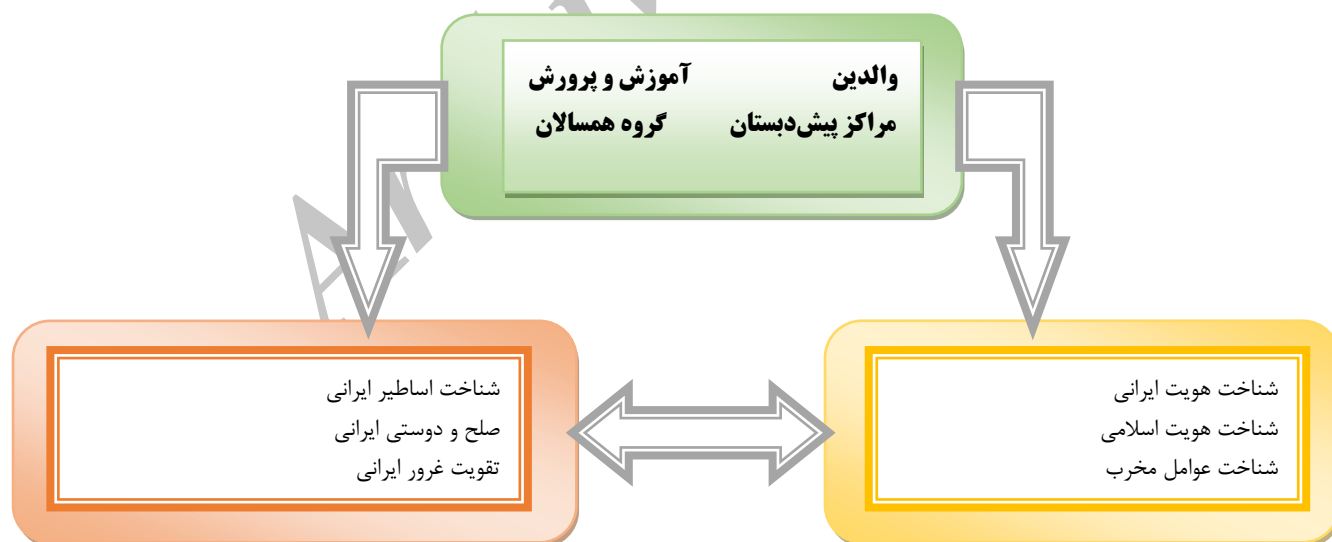 والدین آموزش و پرورش
مراکز پیش‌دبستان گروه همسالان
شناخت هویت ایرانی
شناخت هویت اسلامی
شناخت عوامل مخرب
شناخت اساطیر ایرانی
صلح و دوستی ایرانی
تقویت غرور ایرانی